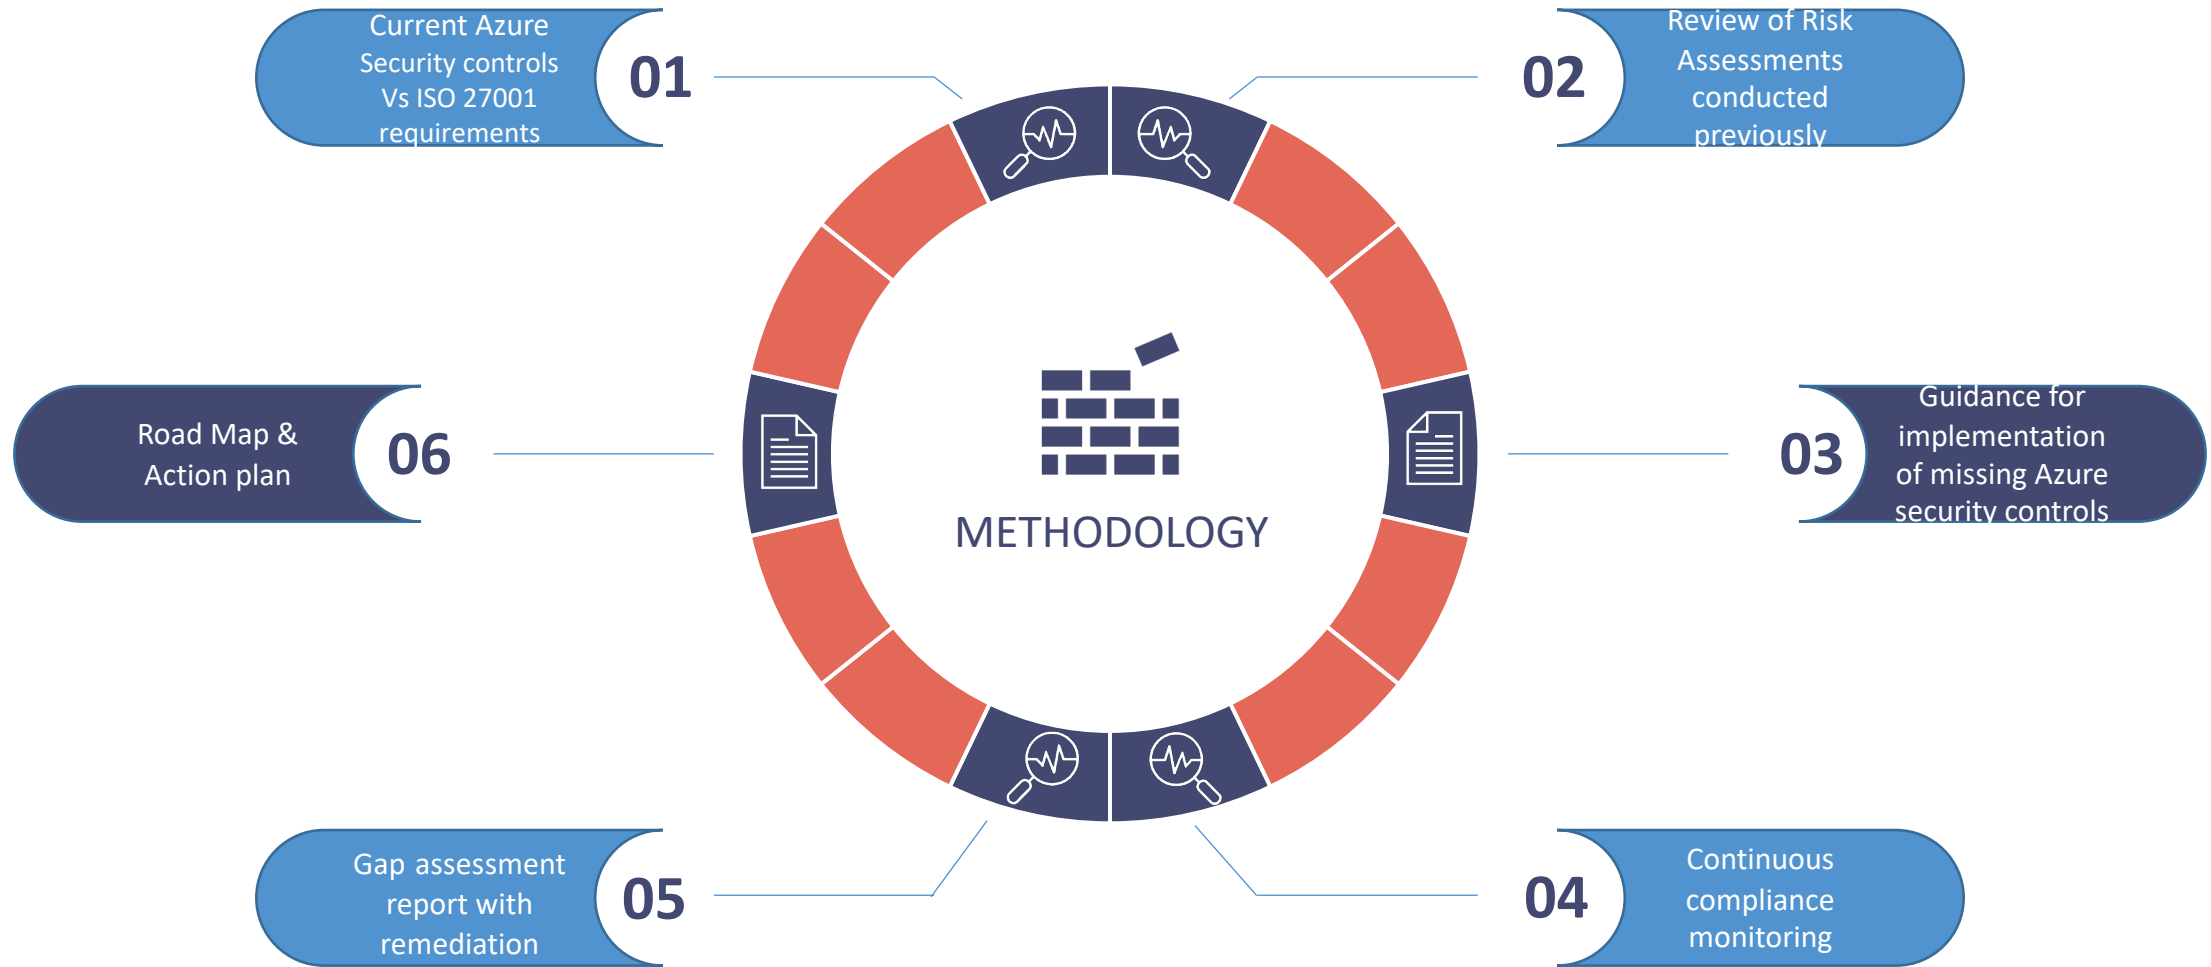 Current Azure
Security controls
Vs ISO 27001
requirements
01
02
Review of Risk
Assessments
conducted
previously
Road Map &
Action plan
06
METHODOLOGY
03
Guidance for
implementation
of missing Azure
security controls
Gap assessment
report with
remediation
05
04
Continuous
compliance
monitoring